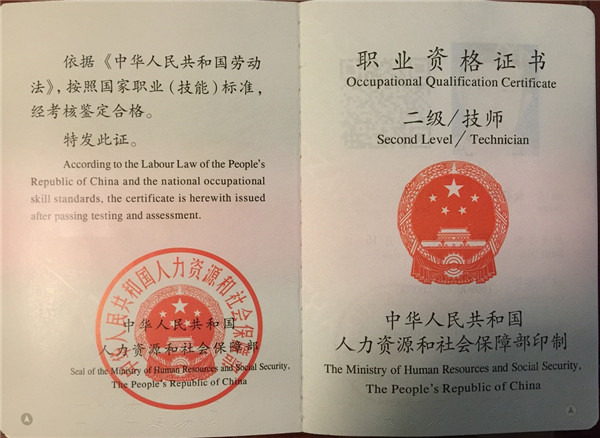 依据《中华人民共和国劳动
法》，按照国家职业（技能）标准，
经考核鉴定合格。
特发此证。
According to the Labour Law of the People's
Republic of China and the national occupational
skill standards, the certificate is herewith issued
after passing testing and assessment.
中华人民共和国人力资源和社会保障部
中华人民共和国
人力资源和社会保障部
Seal of the Ministry of Human Resources and Social Security,
The People's Republic of China
职业资格证书
Occupational Qualification Certificate
二级/技师
Second Level/Technician
中华人民共和国
人力资源和社会保障部印制
The Ministry of Human Resources and Social Security,
The People's Republic of China